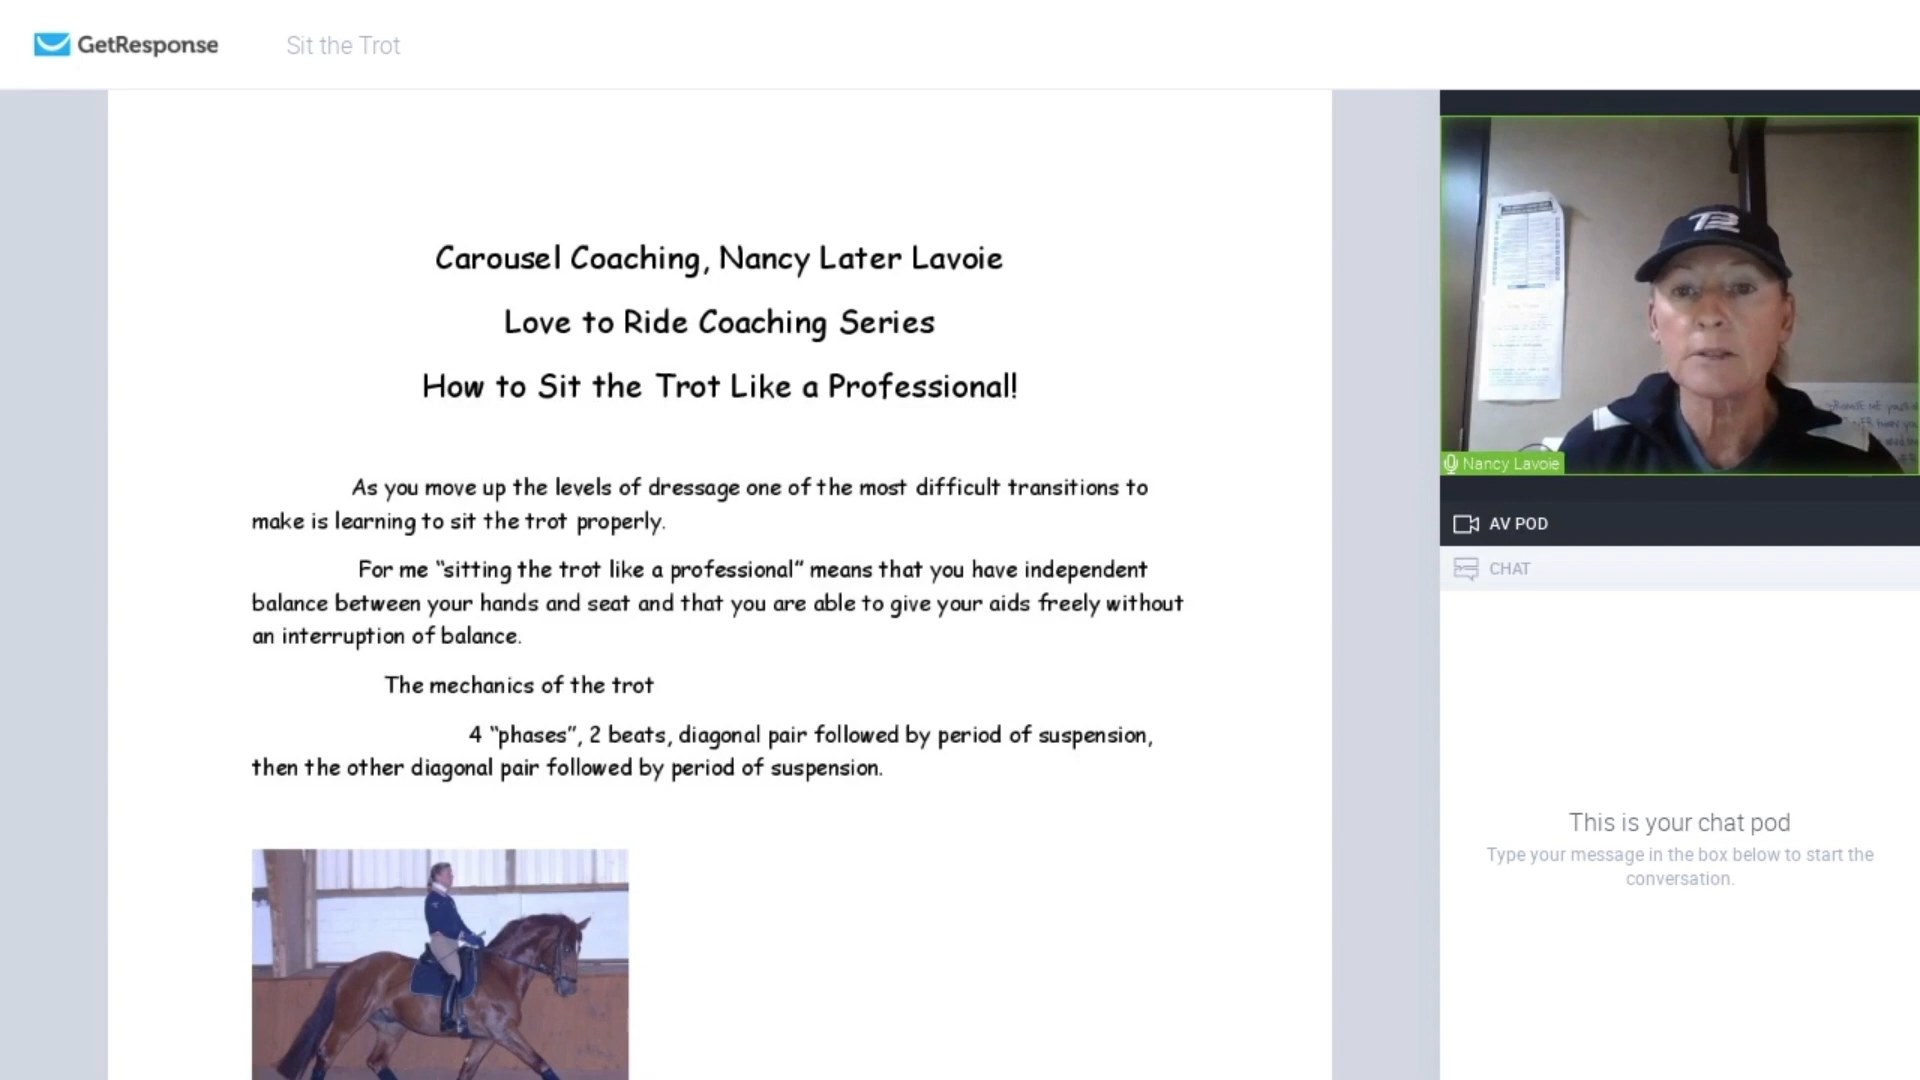 GetResponse
Sit the Trot
Carousel Coaching, Nancy Later Lavoie
Love to Ride Coaching Series
How to Sit the Trot Like a Professional!
As you move up the levels of dressage one of the most difficult transitions to
make is learning to sit the trot properly.
For me “sitting the trot like a professional” means that you have independent
balance between your hands and seat and that you are able to give your aids freely without
an interruption of balance.
The mechanics of the trot
4 “phases”, 2 beats, diagonal pair followed by period of suspension,
then the other diagonal pair followed by period of suspension.
Nancy Lavoie
AV POD
CHAT
This is your chat pod
Type your message in the box below to start the
conversation.